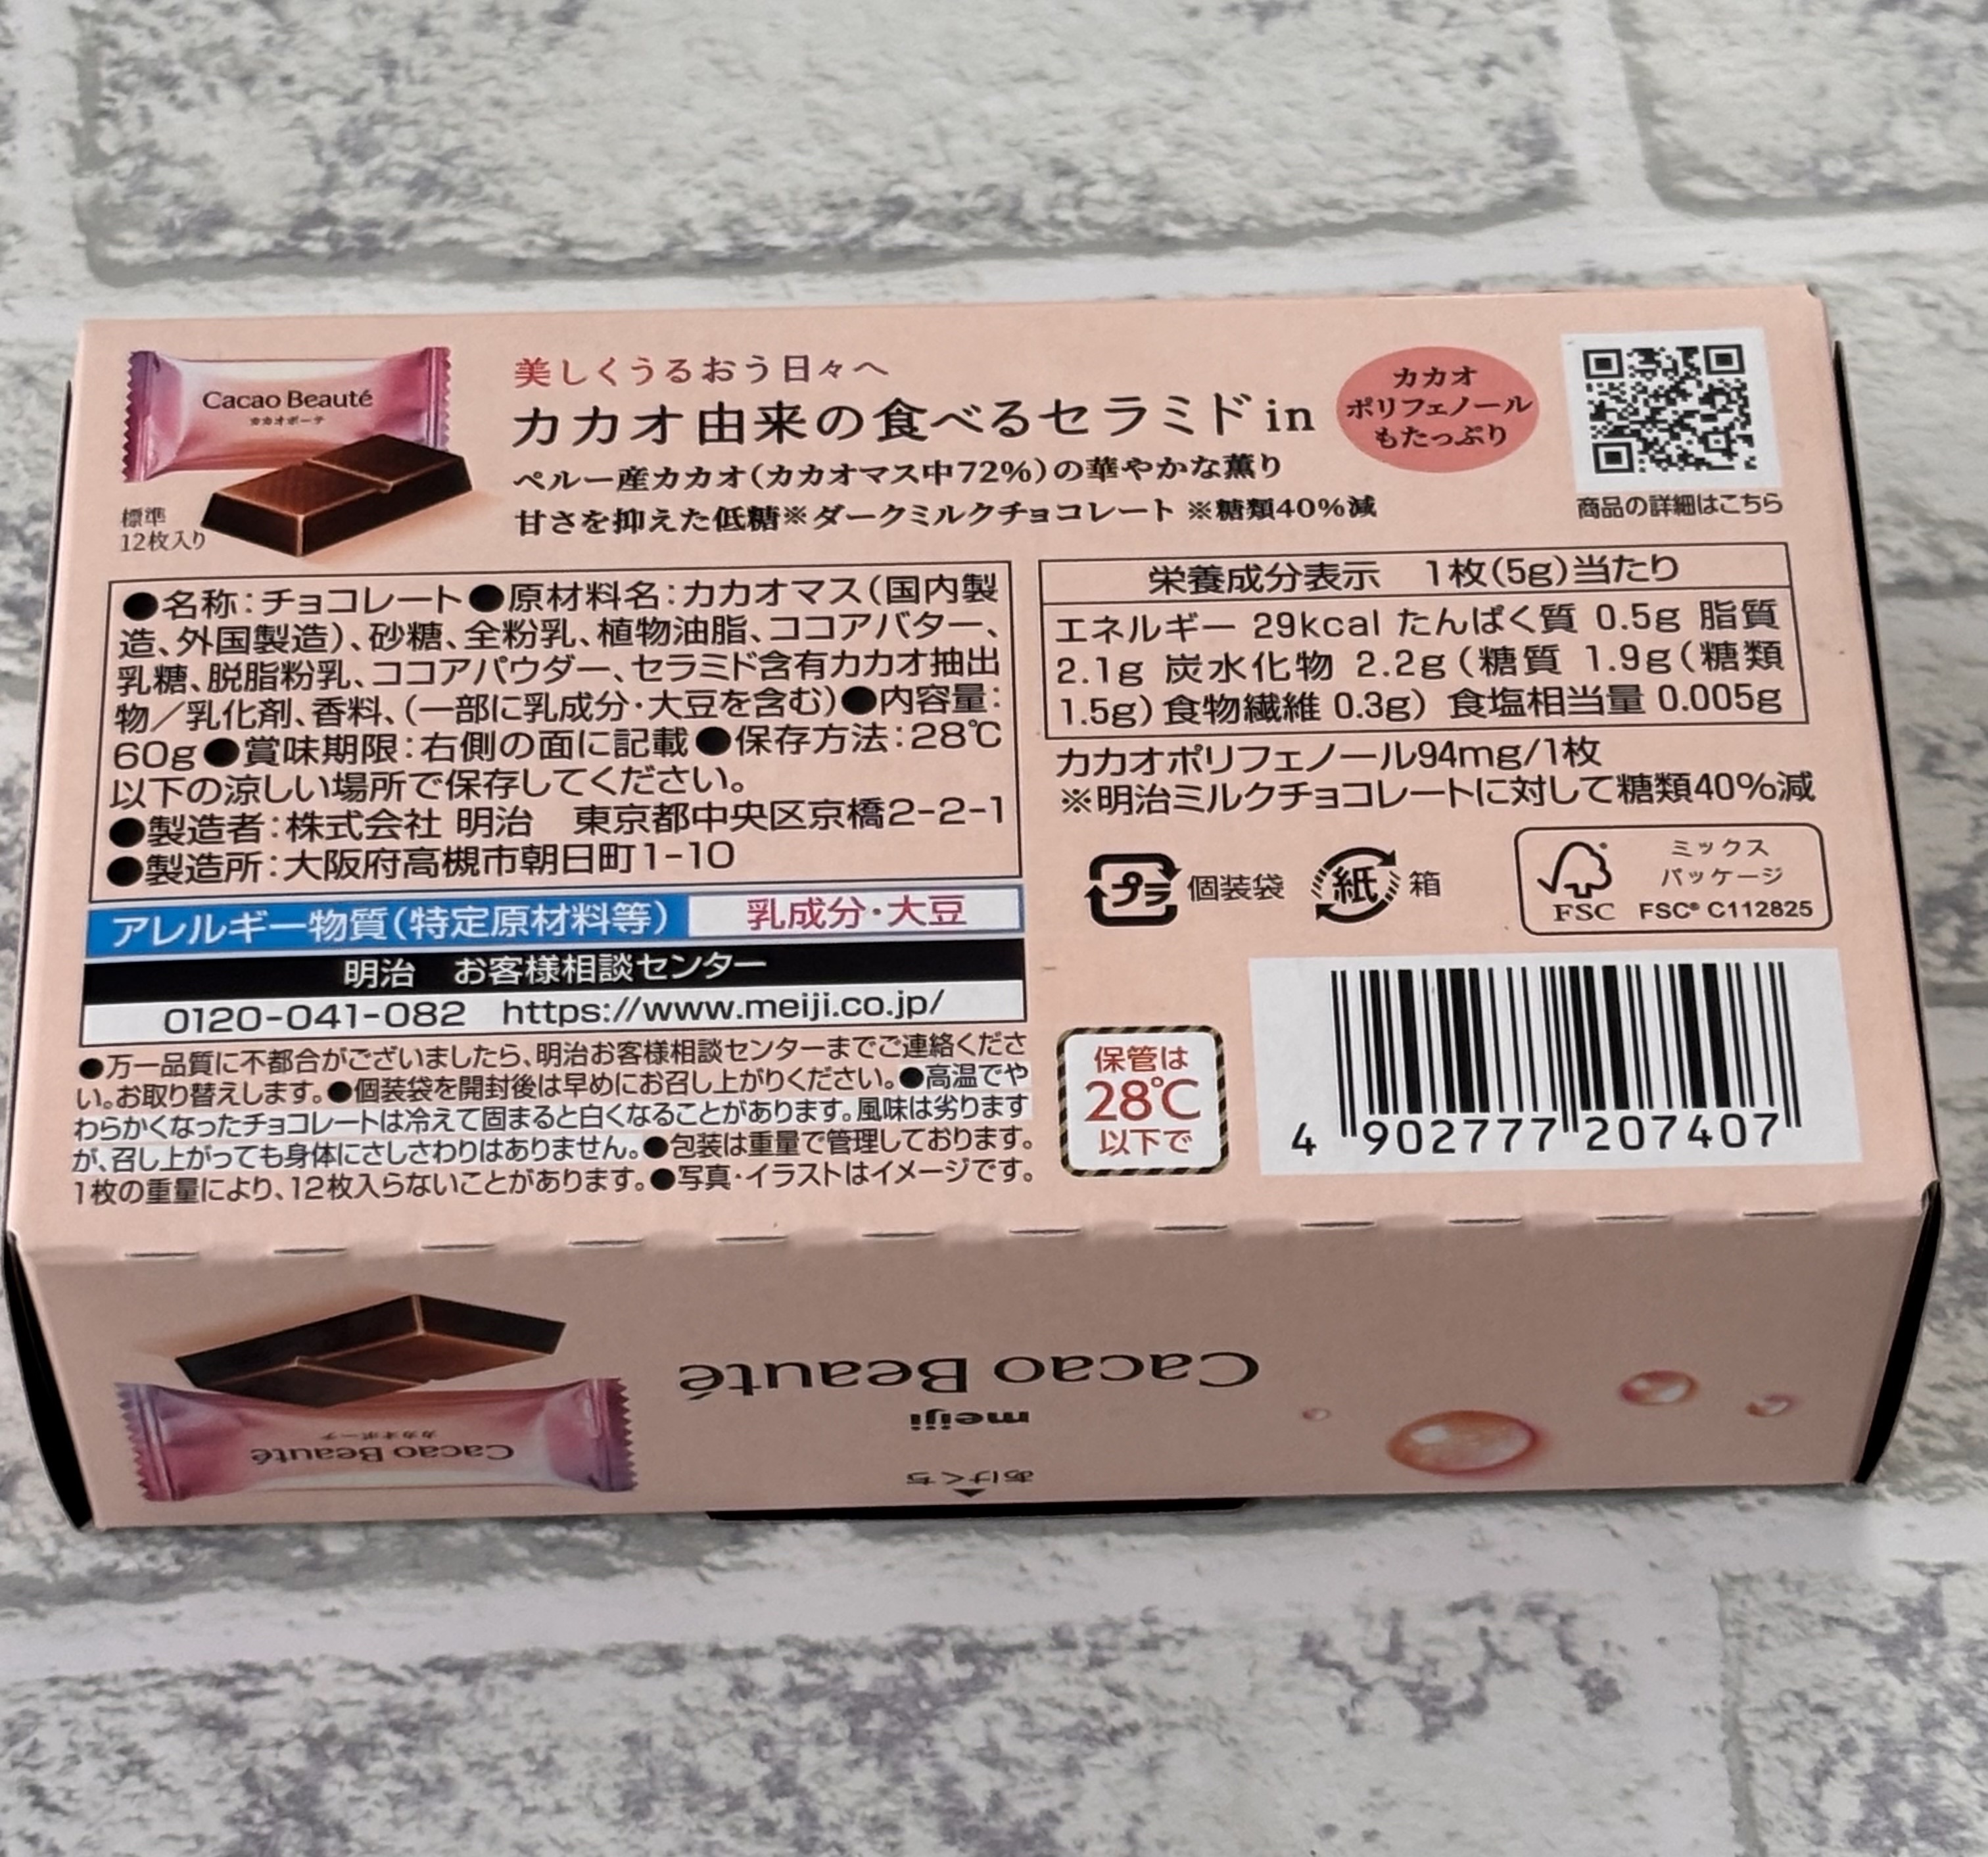 Cacao Beauté
カカオボーテ
標準
12枚入り
美しくうるおう日々へ
カカオ由来の食べるセラミドin
ペルー産カカオ(カカオマス中72%)の華やかな薫り
甘さを抑えた低糖※ダークミルクチョコレート ※糖類40%減
カカオ
ポリフェノール
もたっぷり
商品の詳細はこちら
●名称:チョコレート●原材料名:カカオマス(国内製
造、外国製造)、砂糖、全粉乳、植物油脂、ココアバター、
乳糖、脱脂粉乳、ココアパウダー、セラミド含有カカオ抽出
物/乳化剤、香料、(一部に乳成分・大豆を含む)●内容量:
60g●賞味期限:右側の面に記載●保存方法:28℃
以下の涼しい場所で保存してください。
●製造者:株式会社 明治　東京都中央区京橋2-2-1
●製造所:大阪府高槻市朝日町1-10
アレルギー物質(特定原材料等) 乳成分・大豆
明治　お客様相談センター
0120-041-082 https://www.meiji.co.jp/
●万一品質に不都合がございましたら、明治お客様相談センターまでご連絡くださ
い。お取り替えします。●個装袋を開封後は早めにお召し上がりください。●高温でや
わらかくなったチョコレートは冷えて固まると白くなることがあります。風味は劣ります
が、召し上がっても身体にさしさわりはありません。●包装は重量で管理しております。
1枚の重量により、12枚入らないことがあります。●写真・イラストはイメージです。
栄養成分表示　1枚(5g)当たり
エネルギー 29kcal たんぱく質 0.5g 脂質
2.1g 炭水化物 2.2g(糖質 1.9g(糖類
1.5g)食物繊維 0.3g) 食塩相当量 0.005g
カカオポリフェノール94mg/1枚
※明治ミルクチョコレートに対して糖類40%減
プラ 個装袋 紙 箱
FSC
ミックス
パッケージ
FSC® C112825
保管は
28℃
以下で
4 902777 207407
Cacao Beauté
meiji
あけくち
Cacao Beauté
カカオボーテ